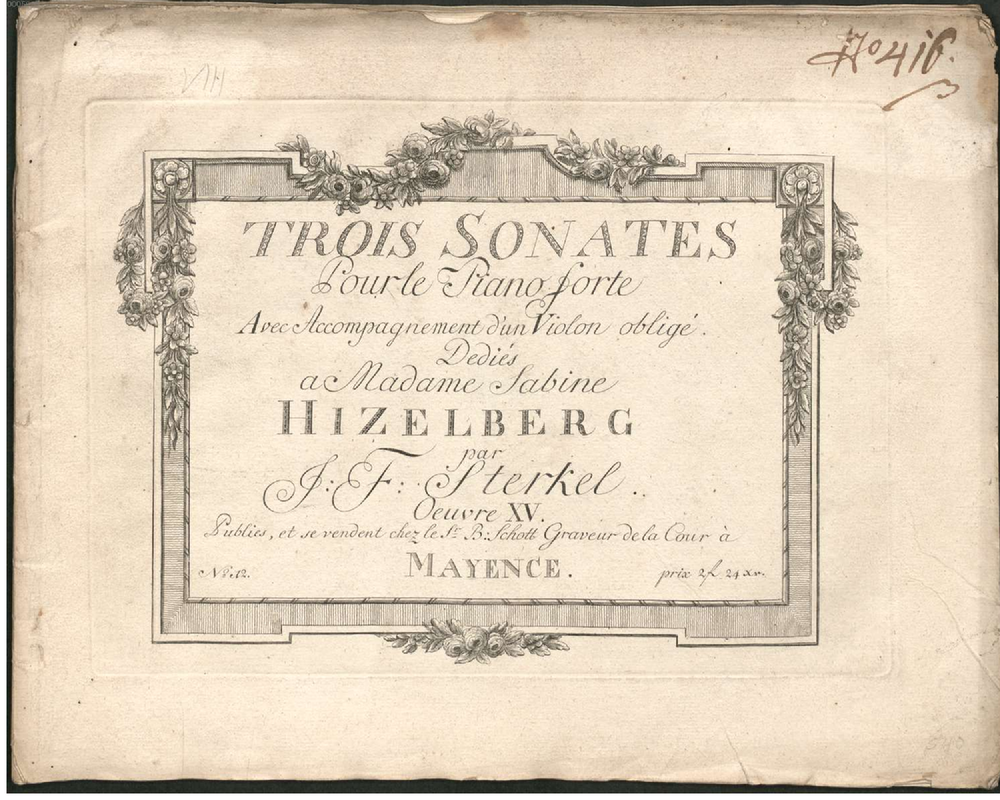 No 416.
TROIS SONATES
Pour le Piano forte
Avec Accompagnement d'un Violon obligé.
Dediés
a Madame Sabine
HIZELBERG
par
J: F: Sterkel..
Oeuvre XV.
Publies, et se vendent chez le Sr. B: Schott Graveur de la Cour à
MAYENCE.
No. 12.
prix 2 fl 24 xr.